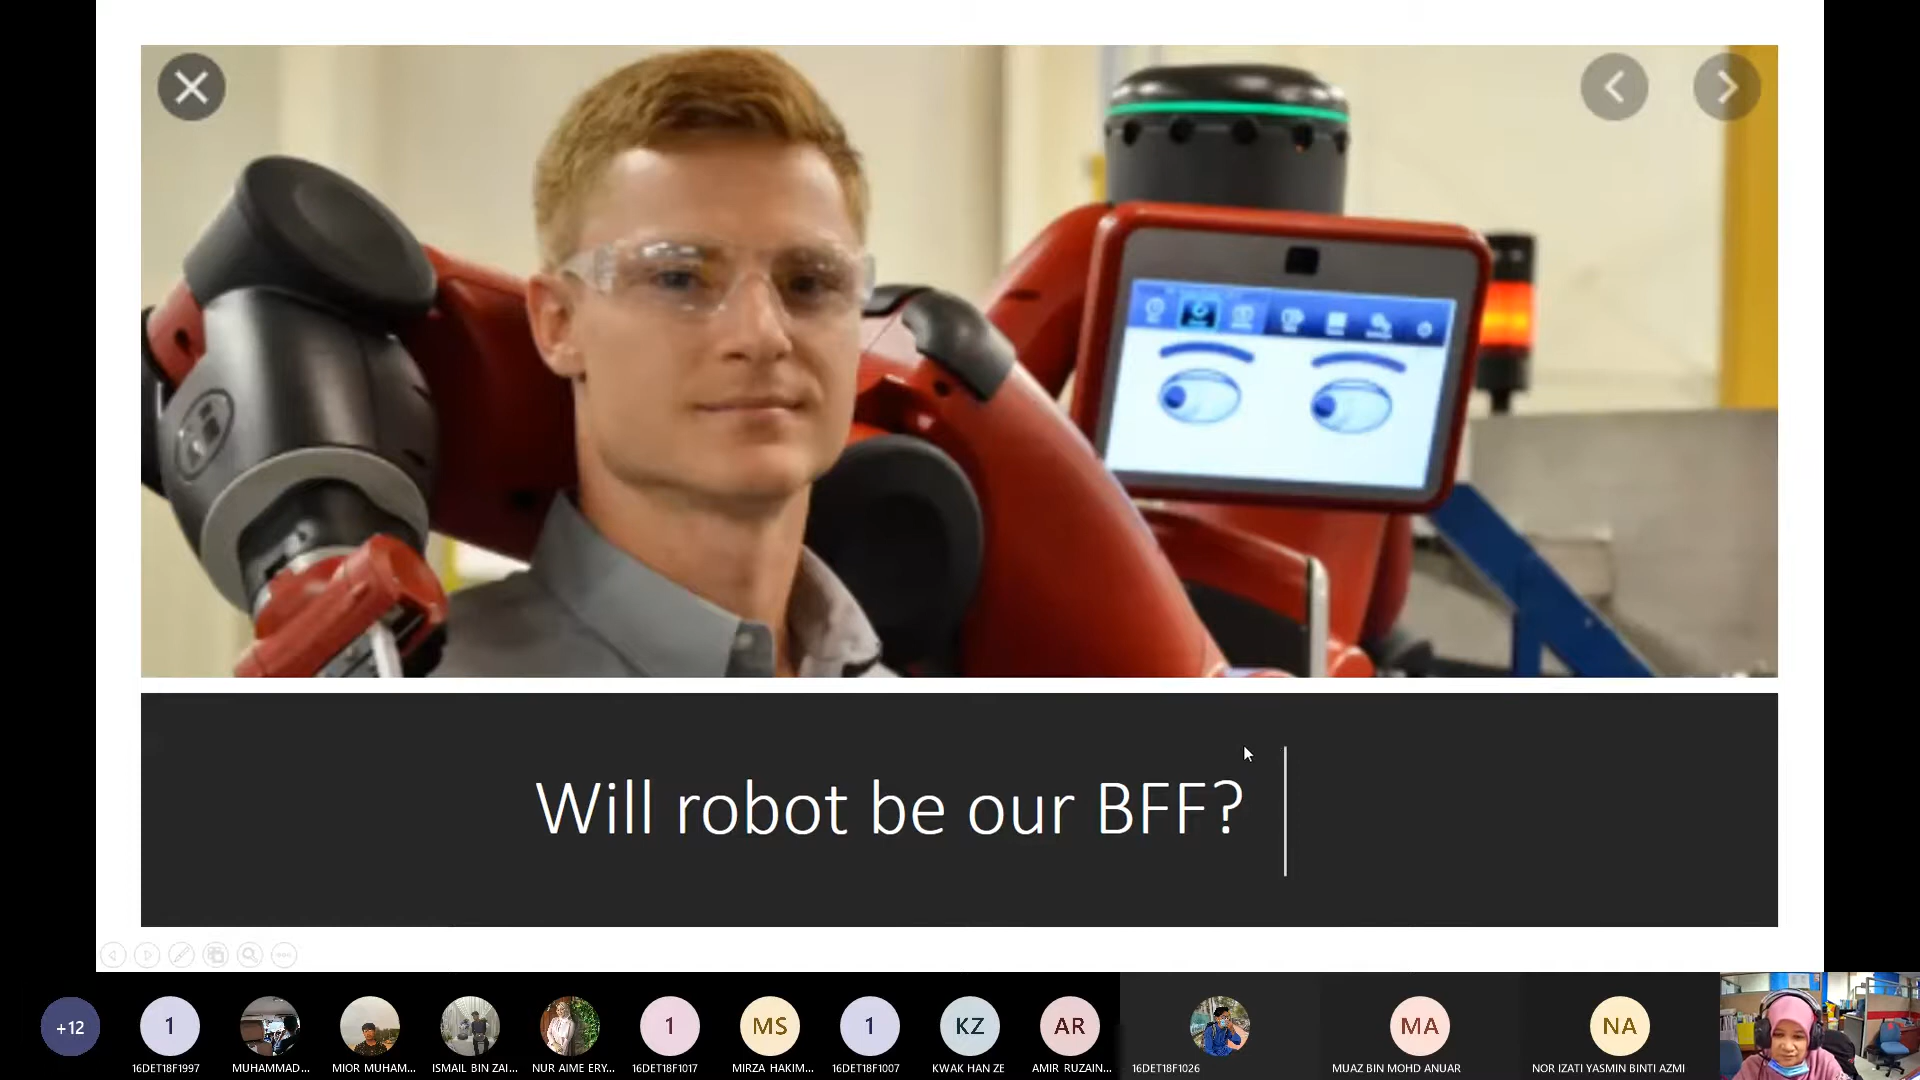 Will robot be our BFF?
+12
1
1
MS
1
KZ
AR
MA
NA
16DET18F1997
MUHAMMAD...
MIOR MUHAM...
ISMAIL BIN ZAI...
NUR AIME ERY...
16DET18F1017
MIRZA HAKIM...
16DET18F1007
KWAK HAN ZE
AMIR RUZAIN...
16DET18F1026
MUAZ BIN MOHD ANUAR
NOR IZATI YASMIN BINTI AZMI